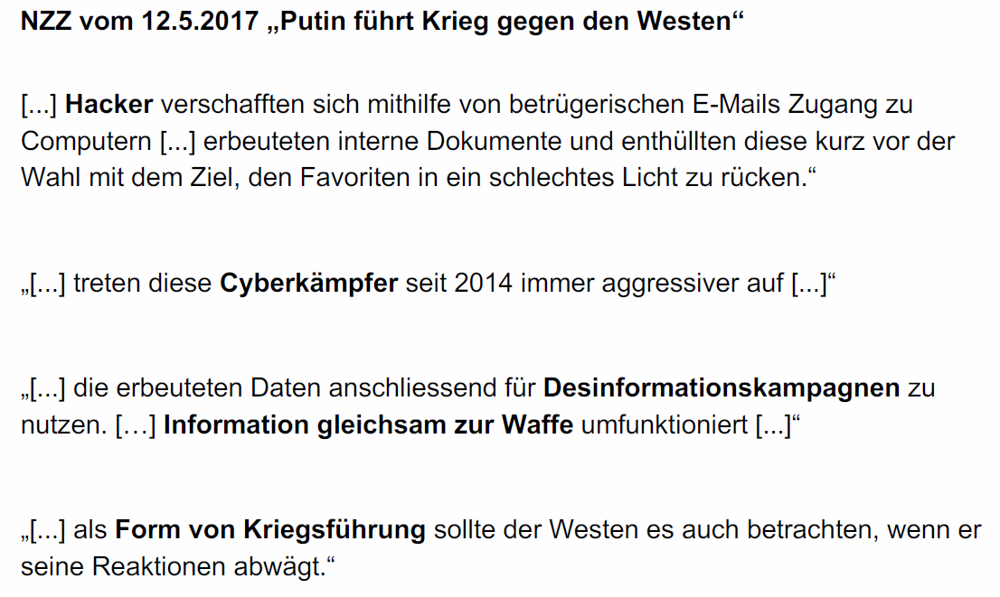 NZZ vom 12.5.2017 „Putin führt Krieg gegen den Westen“
[...] Hacker verschafften sich mithilfe von betrügerischen E-Mails Zugang zu
Computern [...] erbeuteten interne Dokumente und enthüllten diese kurz vor der
Wahl mit dem Ziel, den Favoriten in ein schlechtes Licht zu rücken.“
„[...] treten diese Cyberkämpfer seit 2014 immer aggressiver auf [...]“
„[...] die erbeuteten Daten anschliessend für Desinformationskampagnen zu
nutzen. […] Information gleichsam zur Waffe umfunktioniert [...]“
„[...] als Form von Kriegsführung sollte der Westen es auch betrachten, wenn er
seine Reaktionen abwägt.“